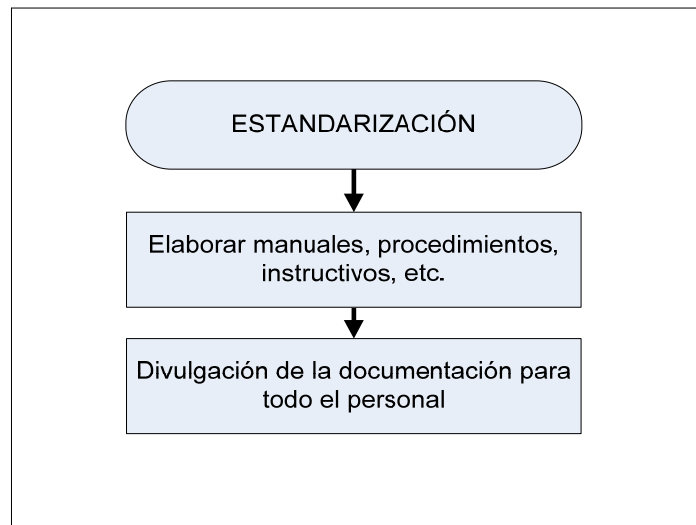 ESTANDARIZACIÓN
Elaborar manuales, procedimientos,
instructivos, etc.
Divulgación de la documentación para
todo el personal